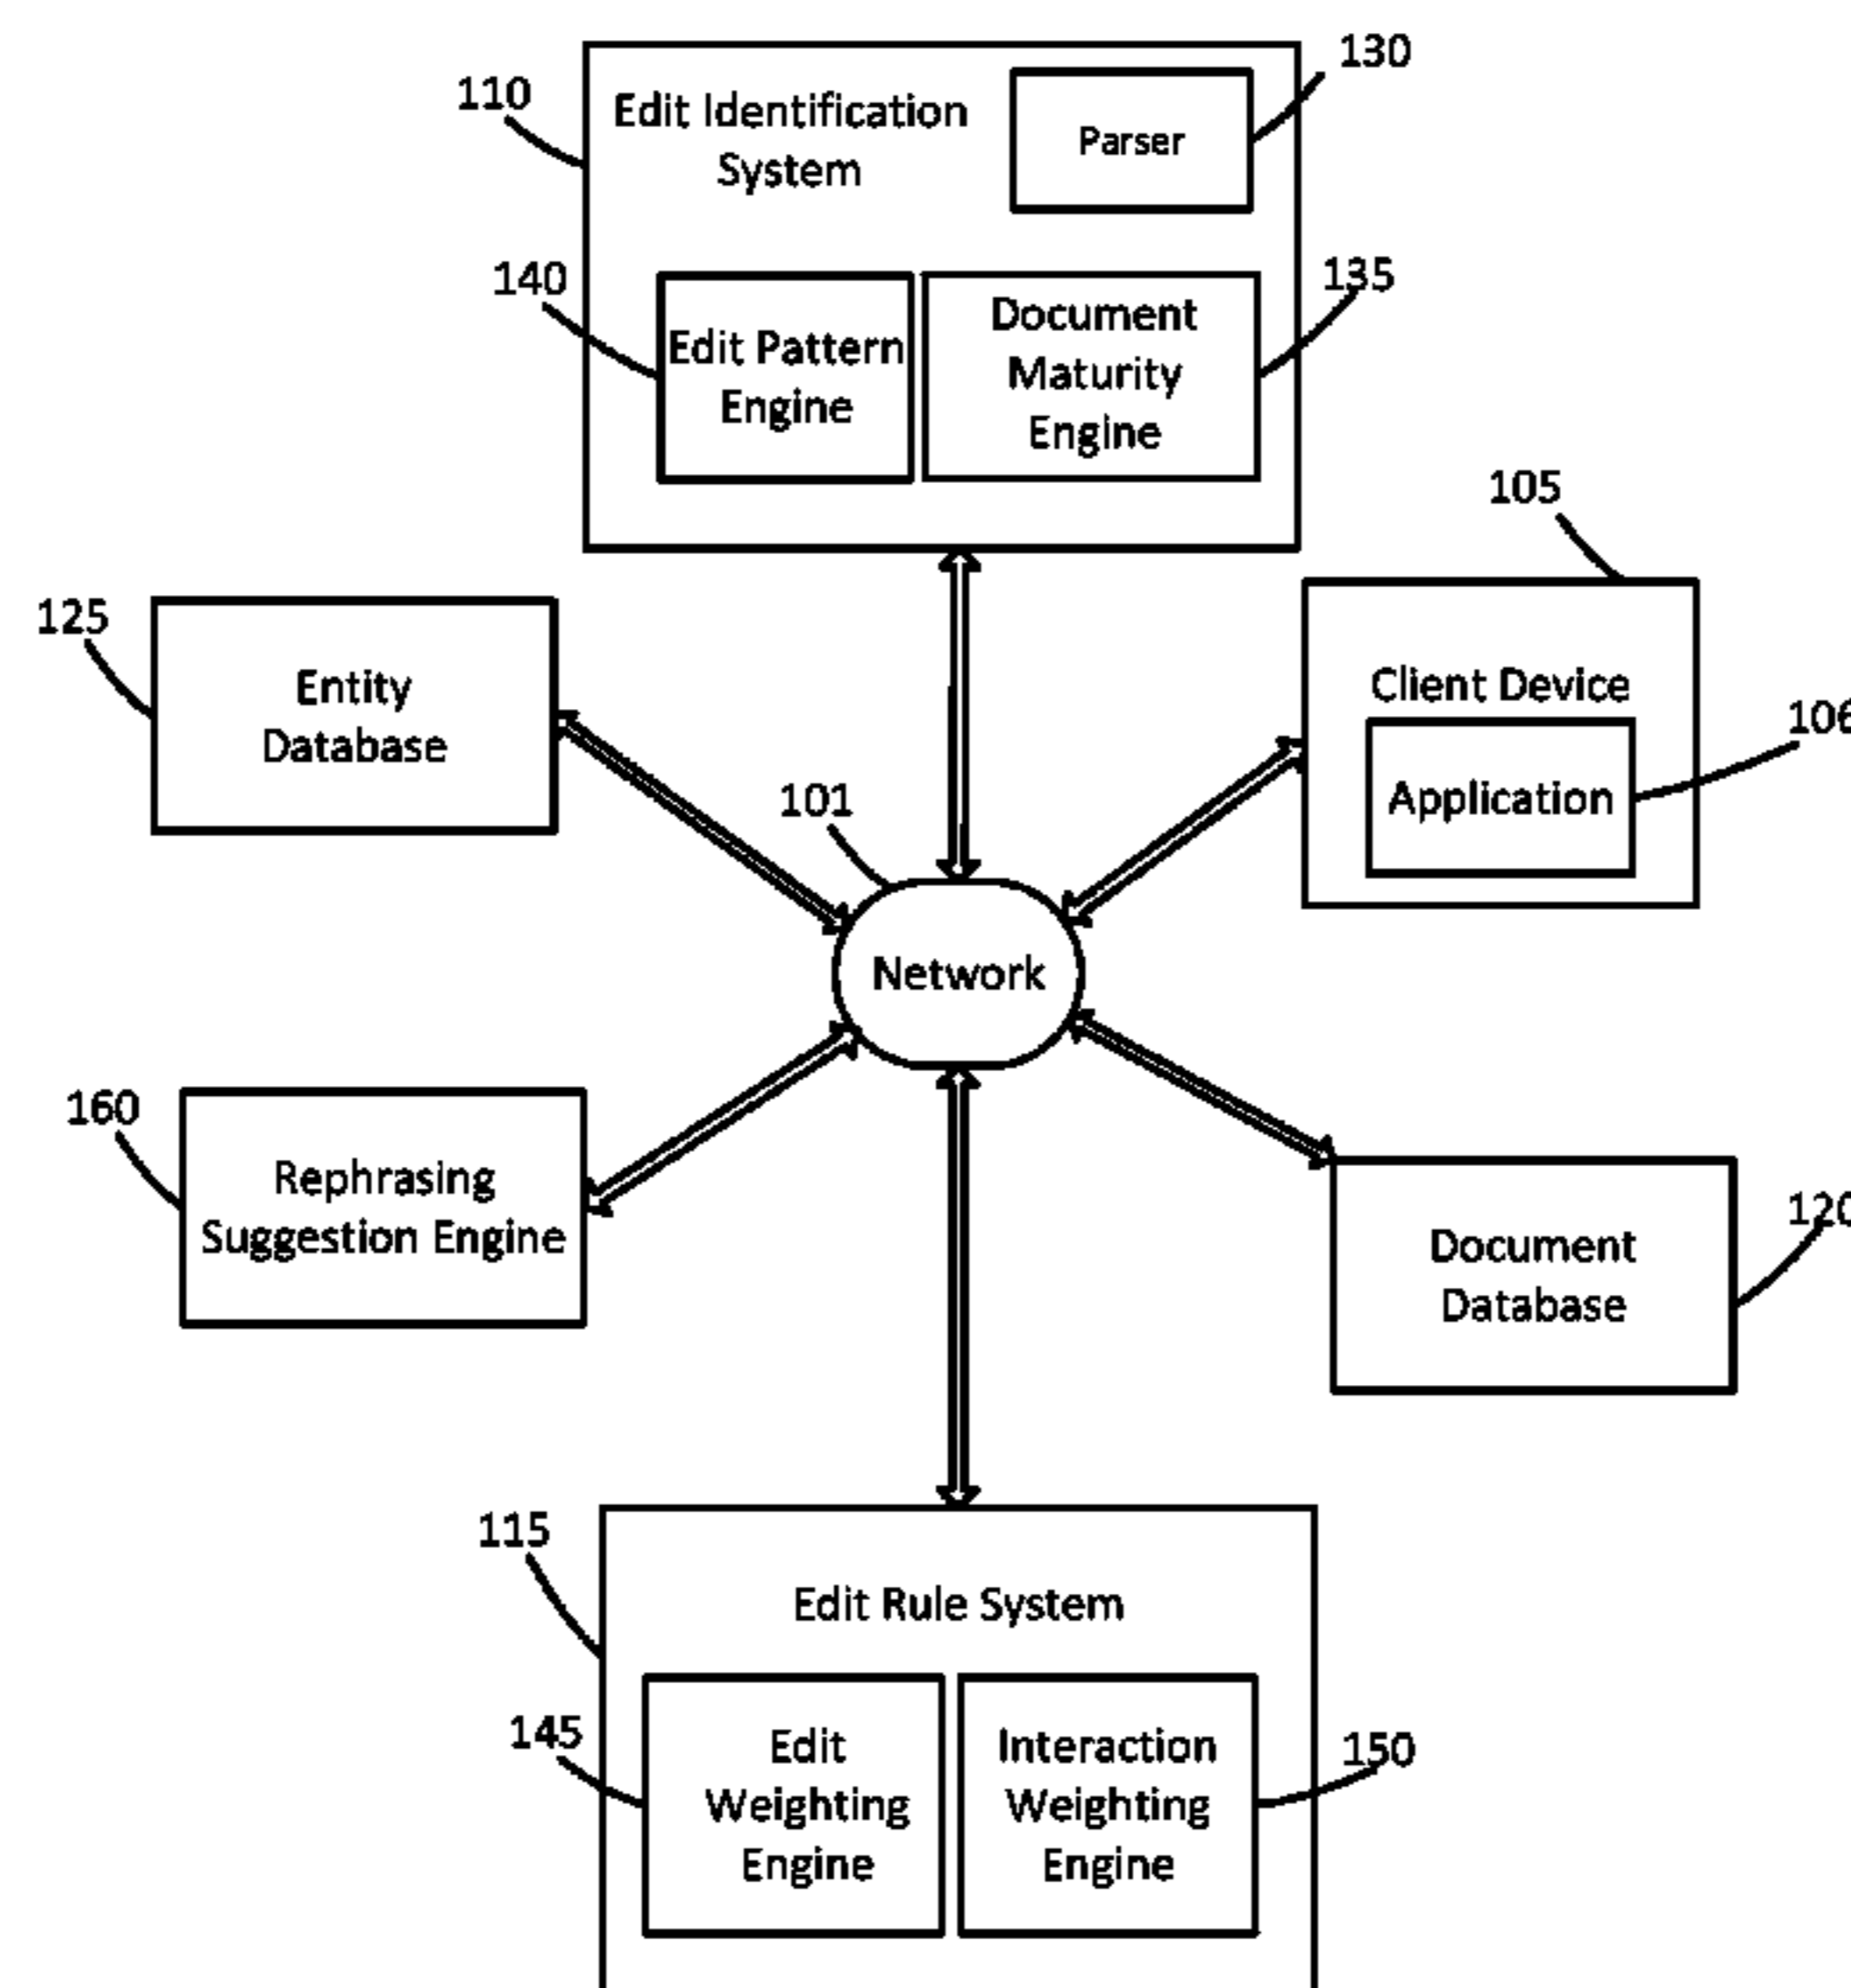 130
110
Edit Identification
System
Parser
140
135
Edit Pattern
Engine
Document
Maturity
Engine
105
125
Entity
Database
Client Device
106
Application
101
Network
160
Rephrasing
Suggestion Engine
120
Document
Database
115
Edit Rule System
145
Edit
Weighting
Engine
Interaction
Weighting
Engine
150